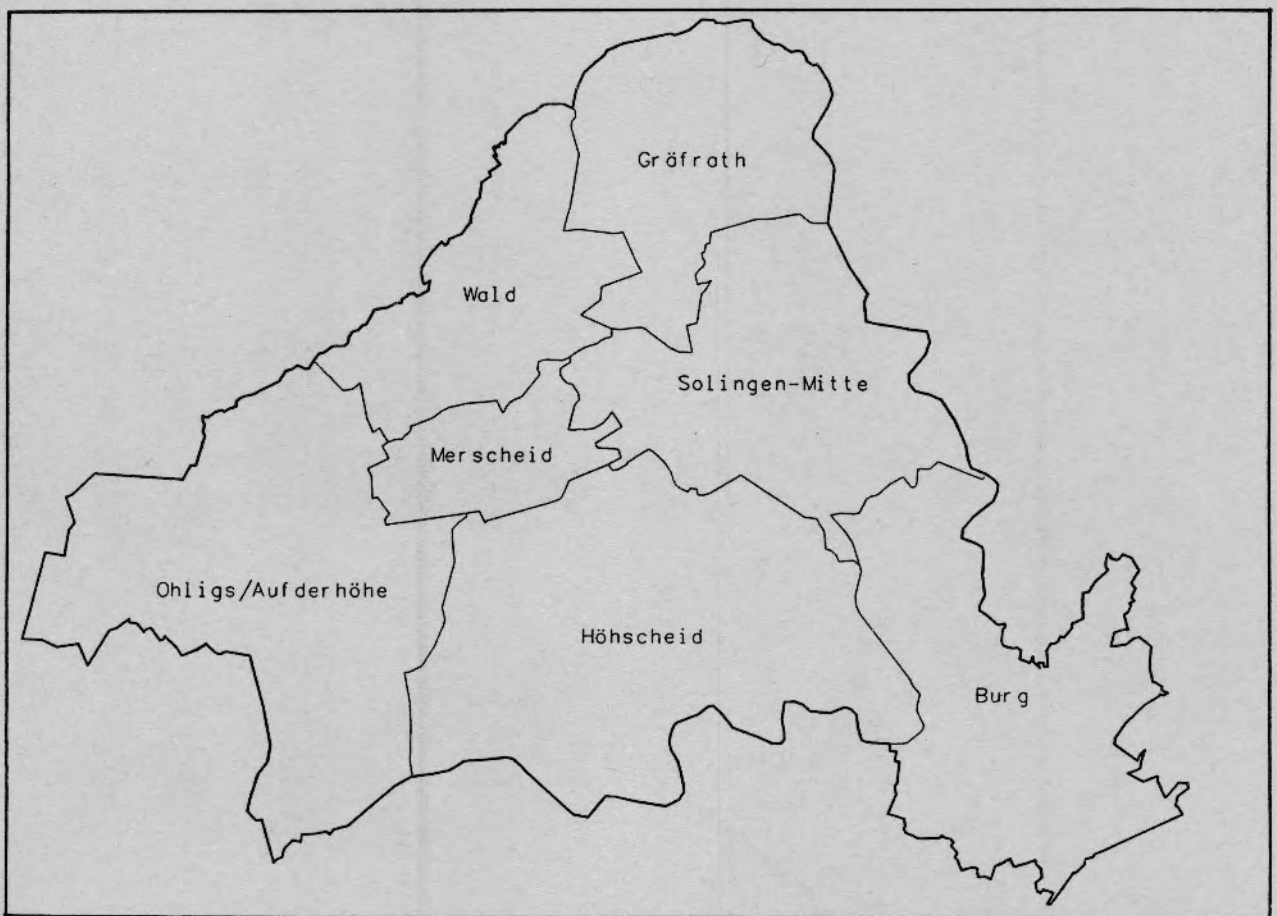 Gräfrath
Wald
Solingen-Mitte
Merscheid
Ohligs/Aufderhöhe
Höhscheid
Burg